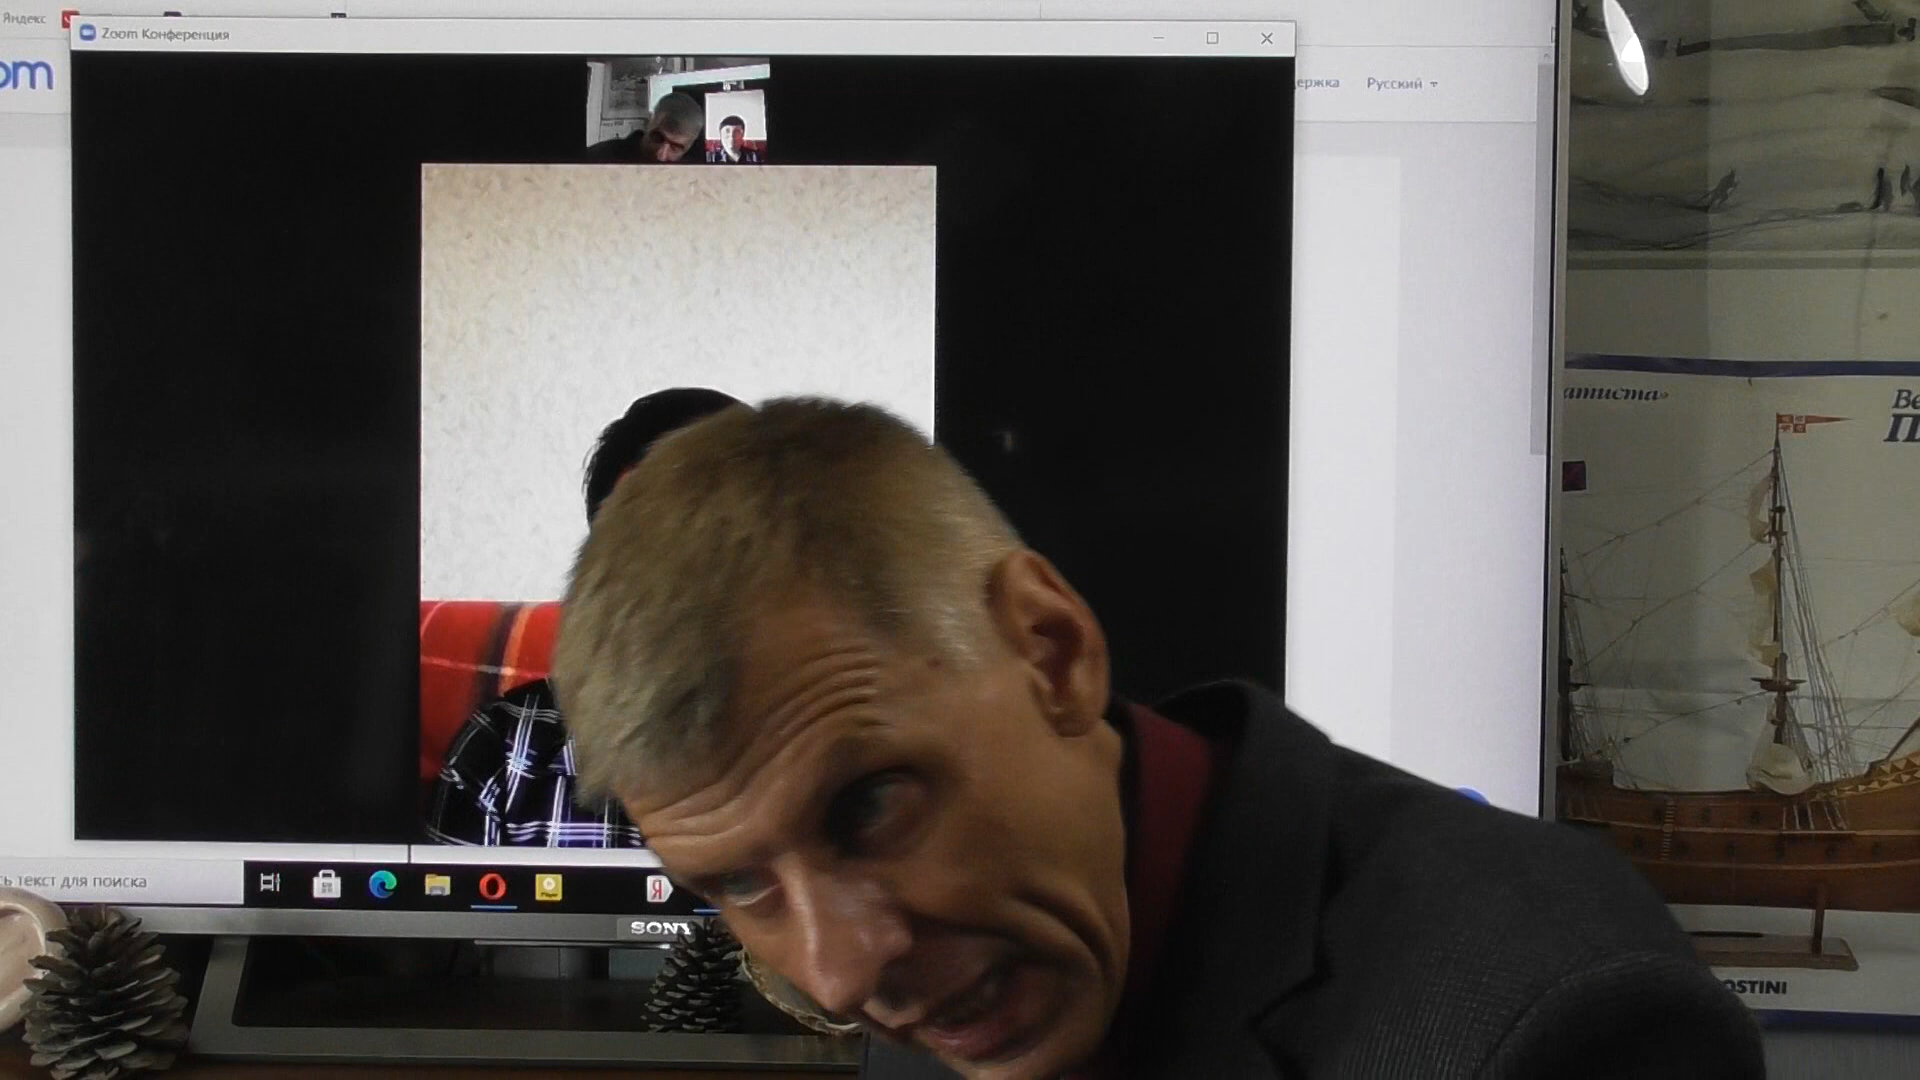 Яндекс
Zoom Конференция
om
ержка
Русский
атиста»
Ве
П
ь текст для поиска
Я
SONY
OSTINI